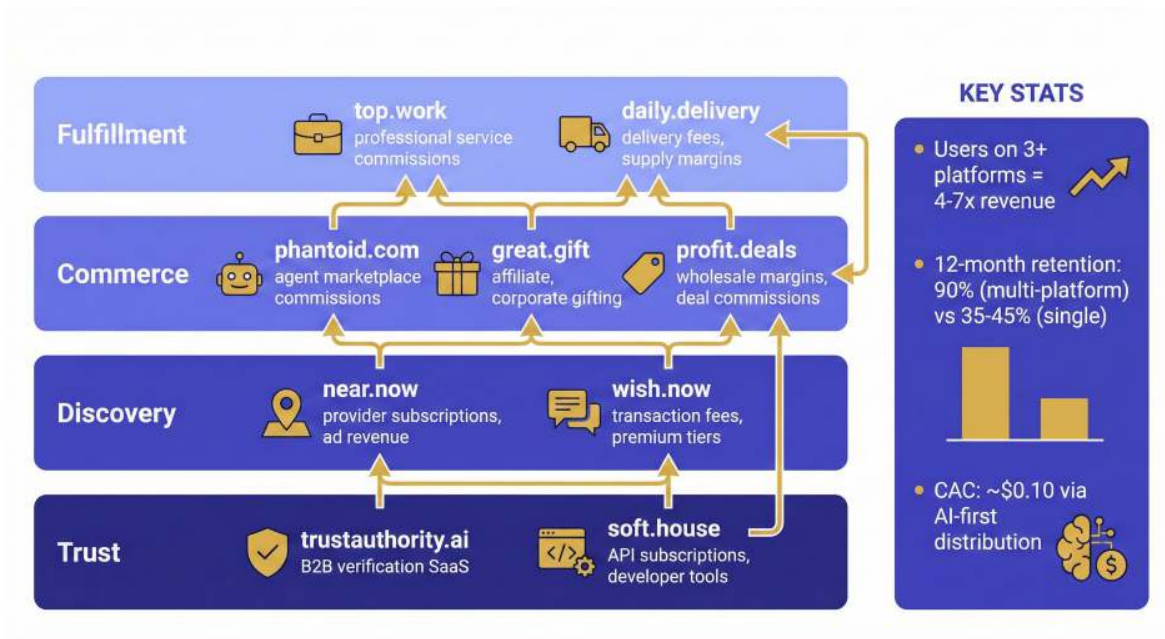 Fulfillment
top.work
professional service
commissions
daily.delivery
delivery fees,
supply margins
Commerce
phantoid.com
agent marketplace
commissions
great.gift
affiliate,
corporate gifting
profit.deals
wholesale margins,
deal commissions
Discovery
near.now
provider subscriptions,
ad revenue
wish.now
transaction fees,
premium tiers
Trust
trustauthority.ai
B2B verification SaaS
</>
soft.house
API subscriptions,
developer tools
KEY STATS
• Users on 3+
platforms =
4-7x revenue
• 12-month retention:
90% (multi-platform)
vs 35-45% (single)
• CAC: ~$0.10 via
AI-first
distribution
$